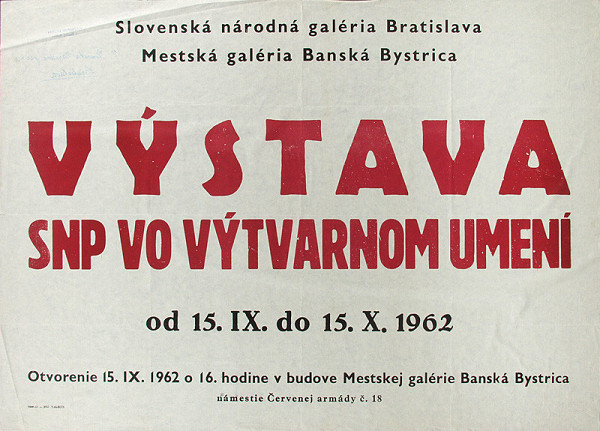 Slovenská národná galéria Bratislava
Mestská galéria Banská Bystrica
VÝSTAVA
SNP VO VÝTVARNOM UMENÍ
od 15. IX. do 15. X. 1962
Otvorenie 15. IX. 1962 o 16. hodine v budove Mestskej galérie Banská Bystrica
námestie Červenej armády č. 18